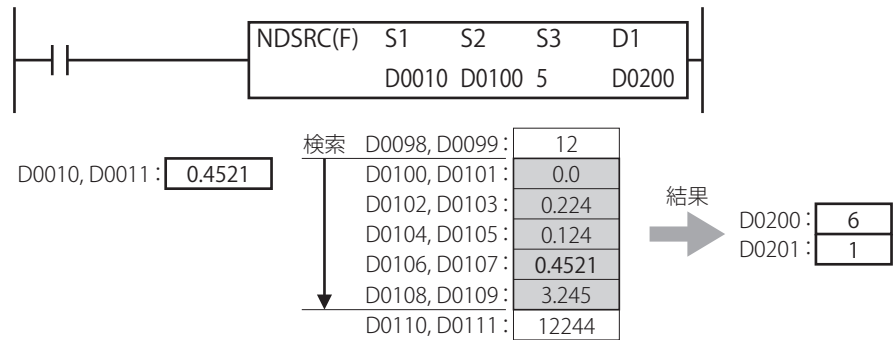 NDSRC(F) S1 S2 S3 D1
D0010 D0100 5 D0200
検索 D0098, D0099 : 12
D0010, D0011 : 0.4521
D0100, D0101 : 0.0
D0102, D0103 : 0.224
D0104, D0105 : 0.124
D0106, D0107 : 0.4521
D0108, D0109 : 3.245
D0110, D0111 : 12244
結果
D0200 : 6
D0201 : 1